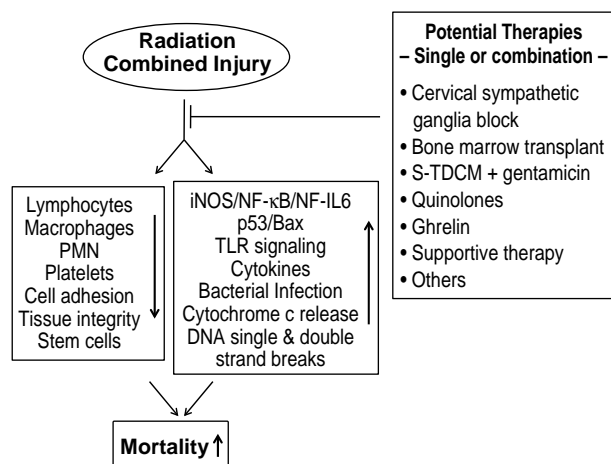 Radiation
Combined Injury
Potential Therapies
– Single or combination –
• Cervical sympathetic
ganglia block
• Bone marrow transplant
• S-TDCM + gentamicin
• Quinolones
• Ghrelin
• Supportive therapy
• Others
Lymphocytes
Macrophages
PMN
Platelets
Cell adhesion
Tissue integrity
Stem cells
iNOS/NF-κB/NF-IL6
p53/Bax
TLR signaling
Cytokines
Bacterial Infection
Cytochrome c release
DNA single & double
strand breaks
Mortality